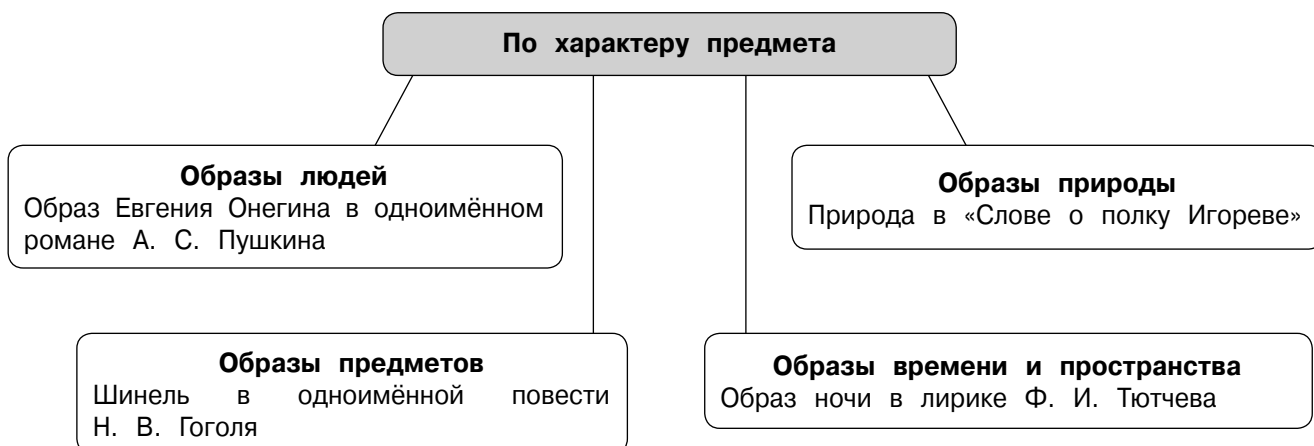 По характеру предмета
Образы людей
Образ Евгения Онегина в одноимённом
романе А. С. Пушкина
Образы природы
Природа в «Слове о полку Игореве»
Образы предметов
Шинель в одноимённой повести
Н. В. Гоголя
Образы времени и пространства
Образ ночи в лирике Ф. И. Тютчева